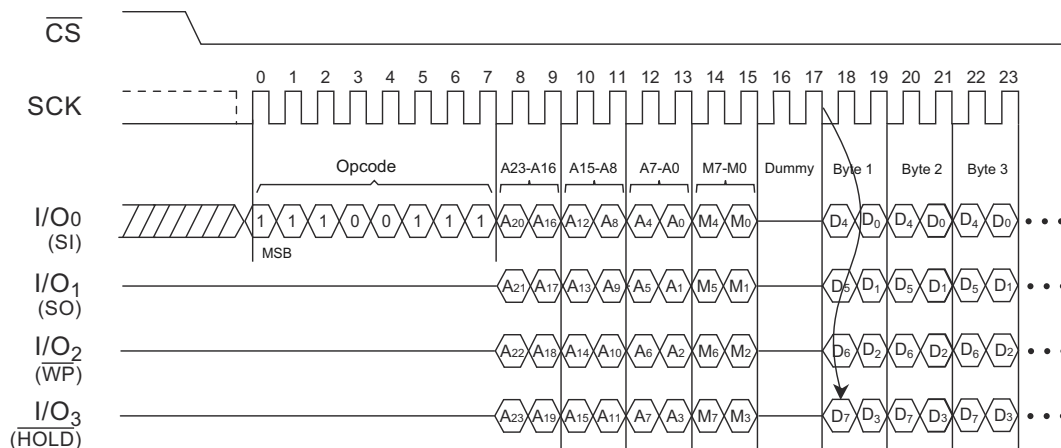 CS
0 1 2 3 4 5 6 7 8 9 10 11 12 13 14 15 16 17 18 19 20 21 22 23
SCK
Opcode A23-A16 A15-A8 A7-A0 M7-M0 Dummy Byte 1 Byte 2 Byte 3
I/O0 1 1 1 0 0 1 1 1 A20 A16 A12 A8 A4 A0 M4 M0 D4 D0 D4 D0 D4 D0 • • •
(SI)
MSB
I/O1 A21 A17 A13 A9 A5 A1 M5 M1 D5 D1 D5 D1 D5 D1 • • •
(SO)
I/O2 A22 A18 A14 A10 A6 A2 M6 M2 D6 D2 D6 D2 D6 D2 • • •
(WP)
I/O3 A23 A19 A15 A11 A7 A3 M7 M3 D7 D3 D7 D3 D7 D3 • • •
(HOLD)